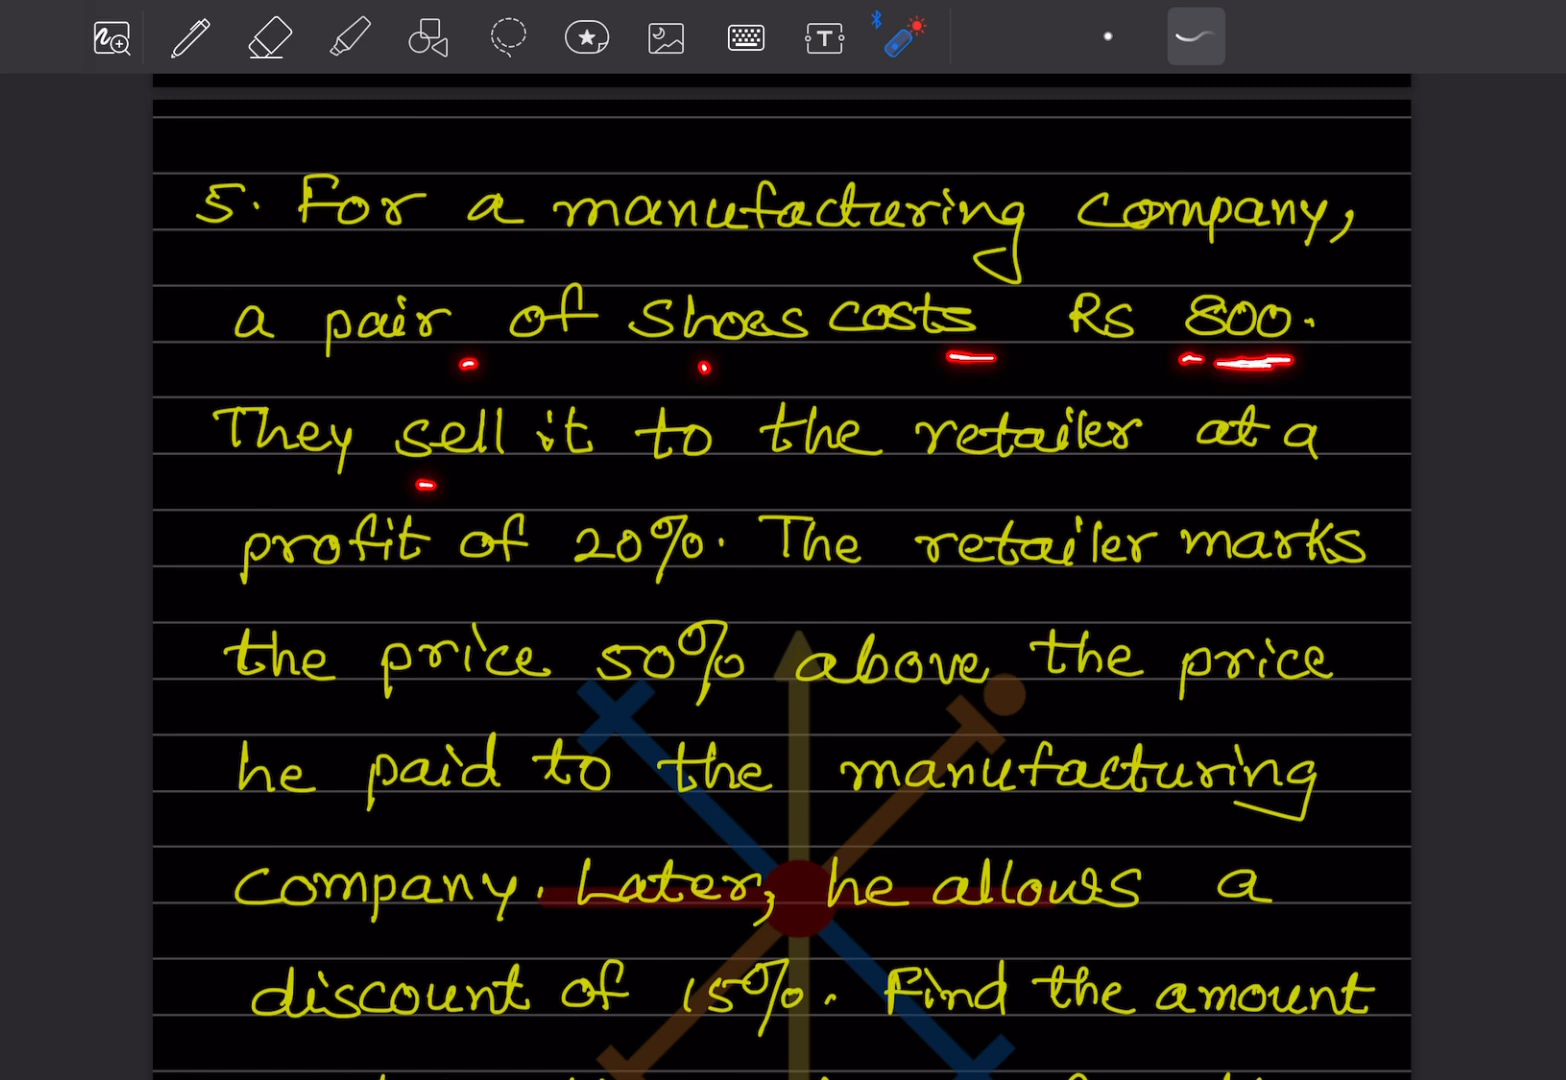 5. For a manufacturing company,
a pair of shoes costs Rs 800.
They sell it to the retailer at a
profit of 20%. The retailer marks
the price 50% above the price
he paid to the manufacturing
company. Later, he allows a
discount of 15%. Find the amount